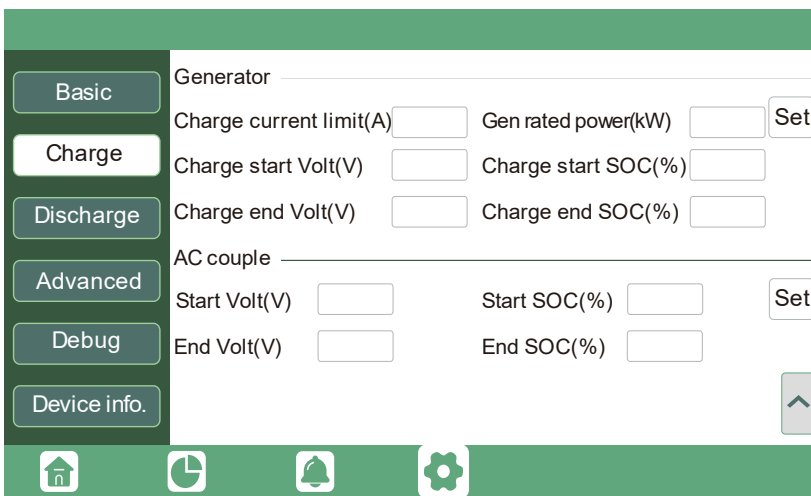 Basic
Charge
Discharge
Advanced
Debug
Device info.
Generator
Charge current limit(A) Gen rated power(kW) Set
Charge start Volt(V) Charge start SOC(%)
Charge end Volt(V) Charge end SOC(%)
AC couple
Start Volt(V) Start SOC(%) Set
End Volt(V) End SOC(%)